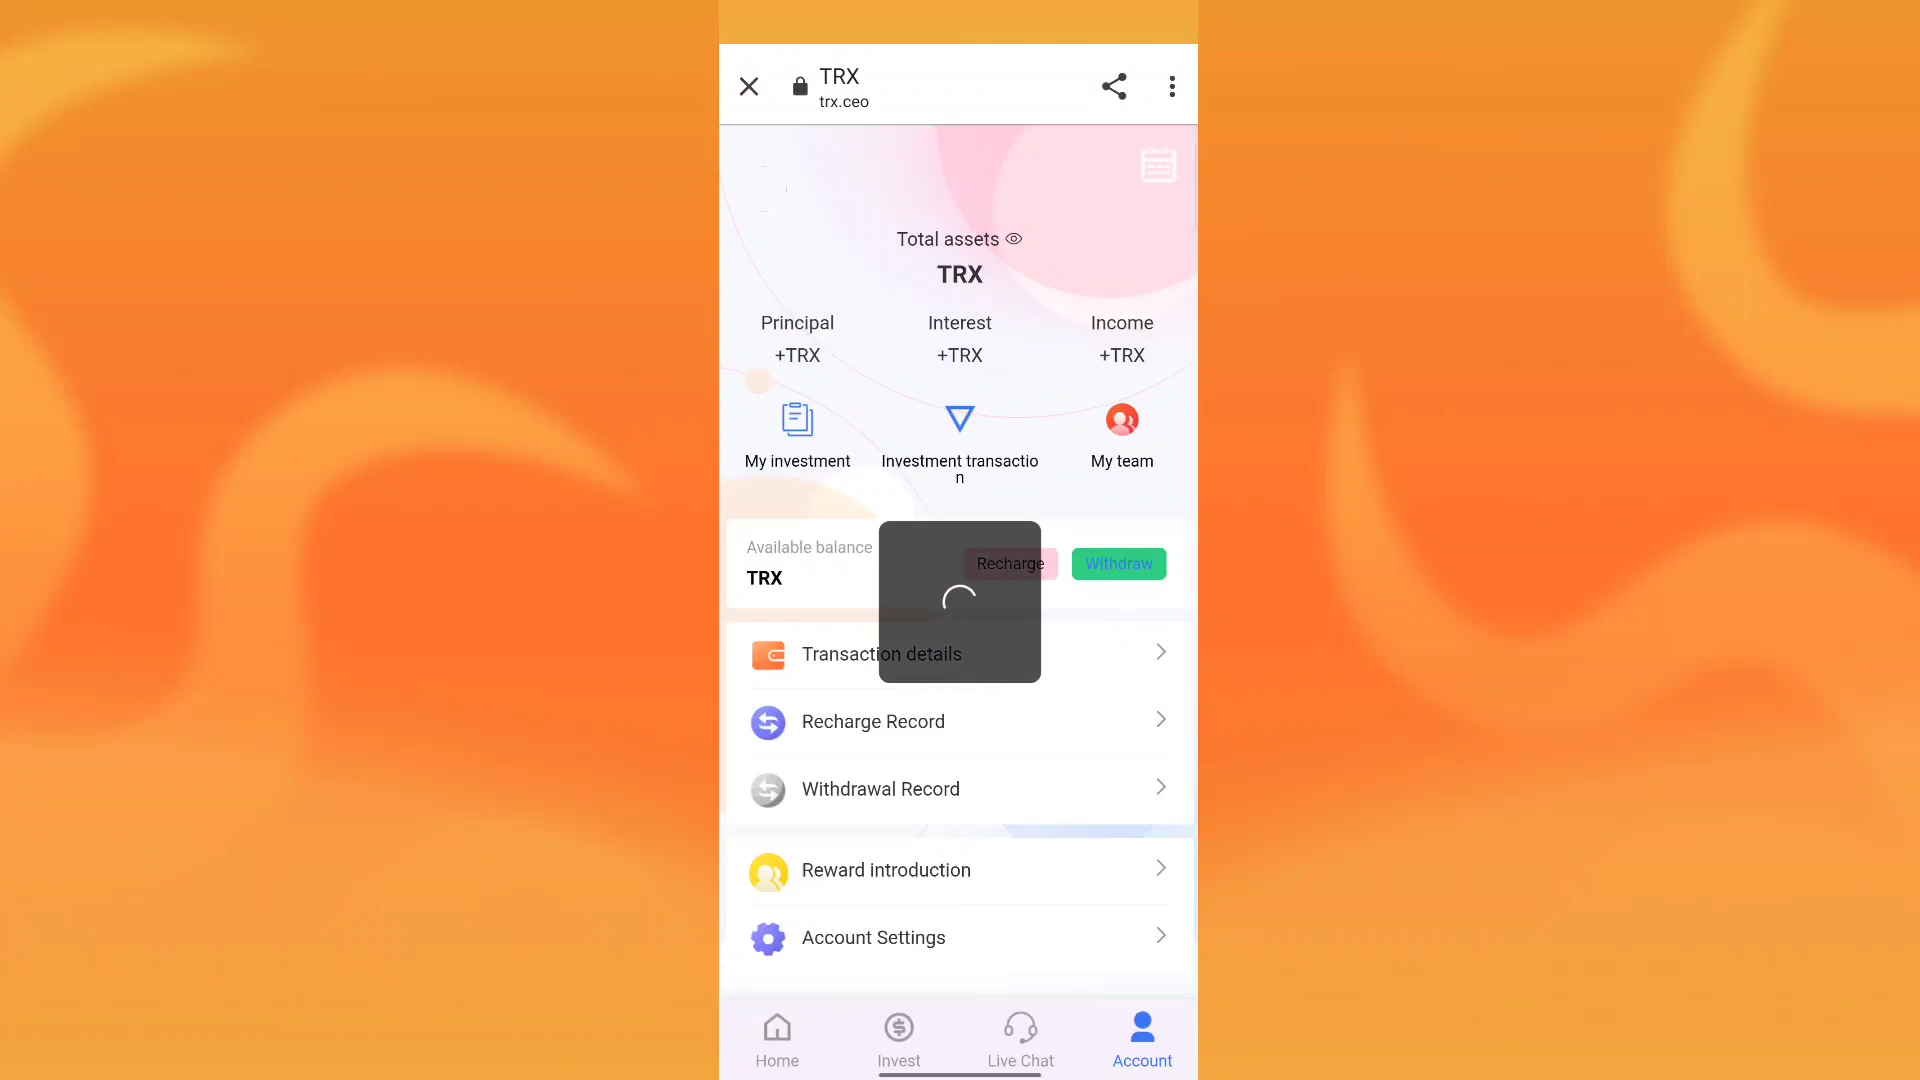 TRX
trx.ceo
Total assets
TRX
Principal
Interest
Income
+TRX
+TRX
+TRX
My investment
Investment transactio
n
My team
Available balance
TRX
Recharge
Withdraw
Transaction details
Recharge Record
Withdrawal Record
Reward introduction
Account Settings
Home
Invest
Live Chat
Account